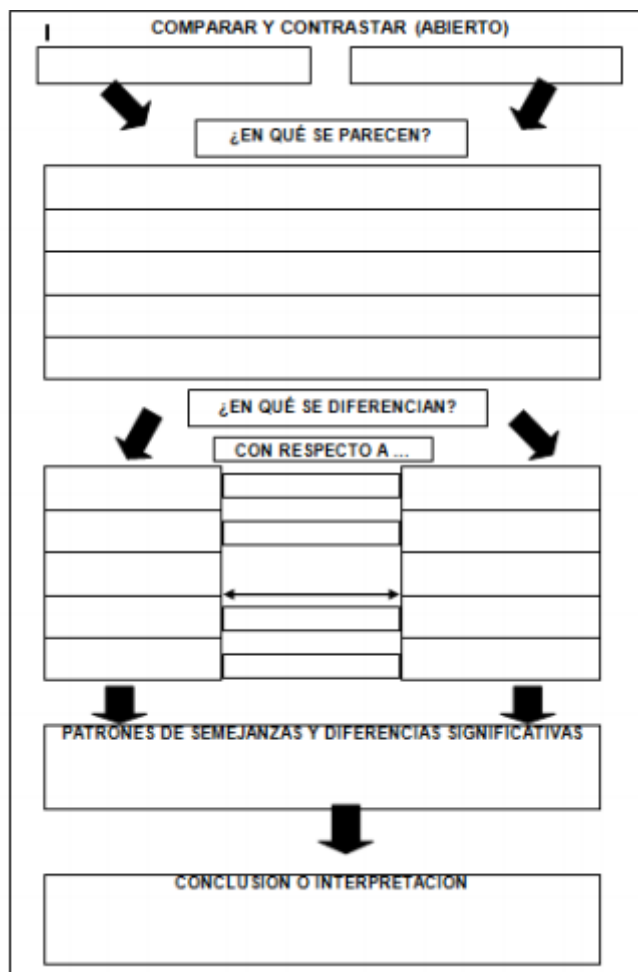 COMPARAR Y CONTRASTAR (ABIERTO)
¿EN QUÉ SE PARECEN?
¿EN QUÉ SE DIFERENCIAN?
CON RESPECTO A ...
PATRONES DE SEMEJANZAS Y DIFERENCIAS SIGNIFICATIVAS
CONCLUSION O INTERPRETACION